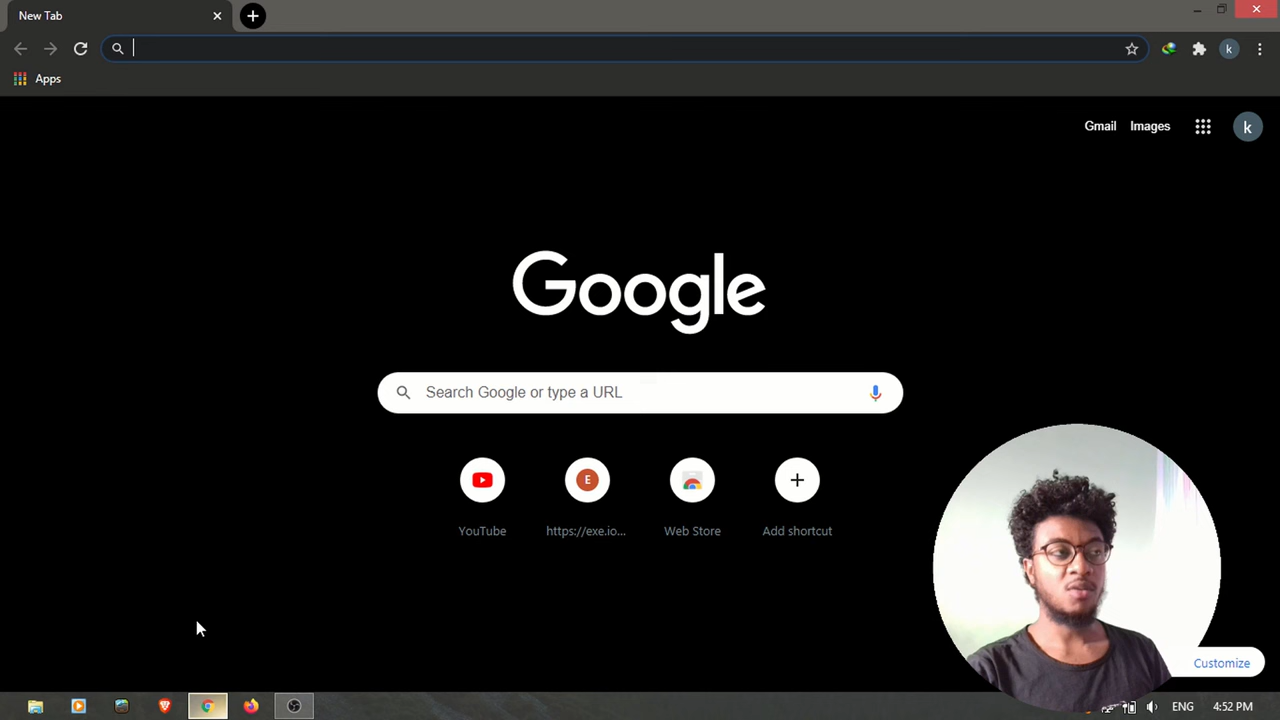 New Tab
Apps
Gmail Images
k
Google
Search Google or type a URL
E
YouTube https://exe.io... Web Store Add shortcut
Customize
ENG 4:52 PM